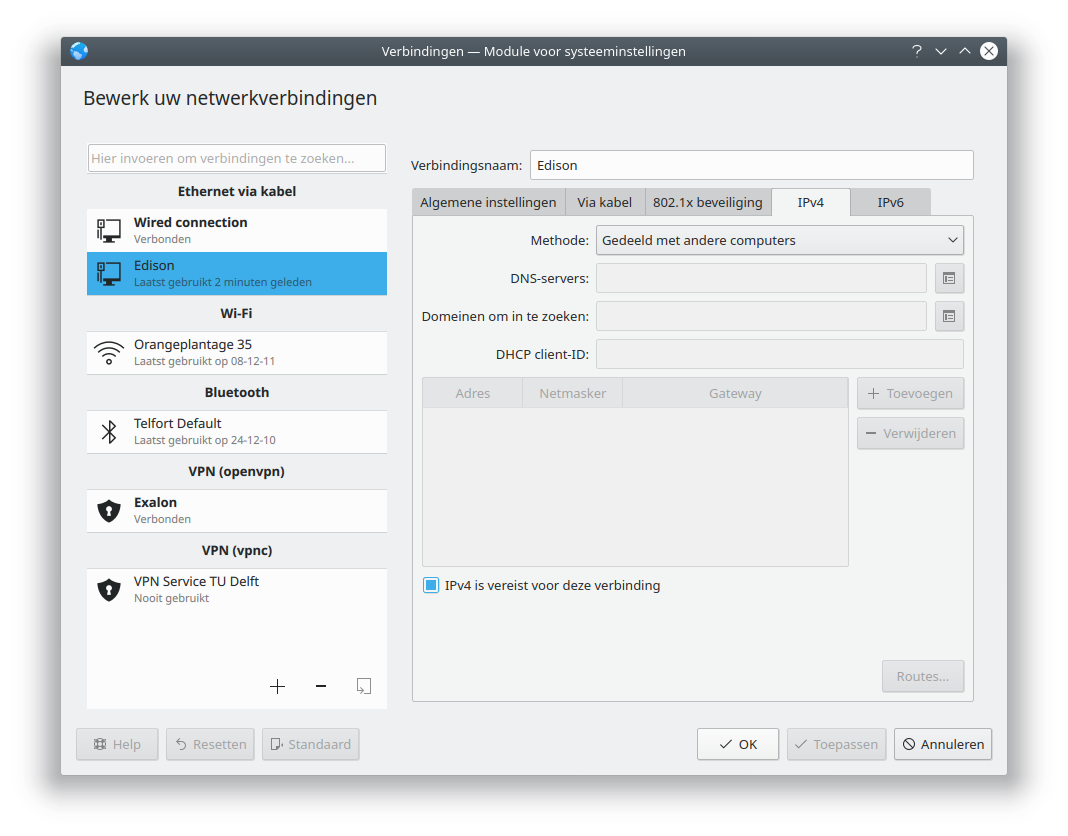 Verbindingen — Module voor systeeminstellingen
Bewerk uw netwerkverbindingen
Hier invoeren om verbindingen te zoeken...
Ethernet via kabel
Wired connection
Verbonden
Edison
Laatst gebruikt 2 minuten geleden
Wi-Fi
Orangeplantage 35
Laatst gebruikt op 08-12-11
Bluetooth
Telfort Default
Laatst gebruikt op 24-12-10
VPN (openvpn)
Exalon
Verbonden
VPN (vpnc)
VPN Service TU Delft
Nooit gebruikt
Verbindingsnaam: Edison
Algemene instellingen Via kabel 802.1x beveiliging IPv4 IPv6
Methode: Gedeeld met andere computers
DNS-servers:
Domeinen om in te zoeken:
DHCP client-ID:
Adres Netmasker Gateway
Toevoegen
Verwijderen
IPv4 is vereist voor deze verbinding
Routes...
Help Resetten Standaard OK Toepassen Annuleren